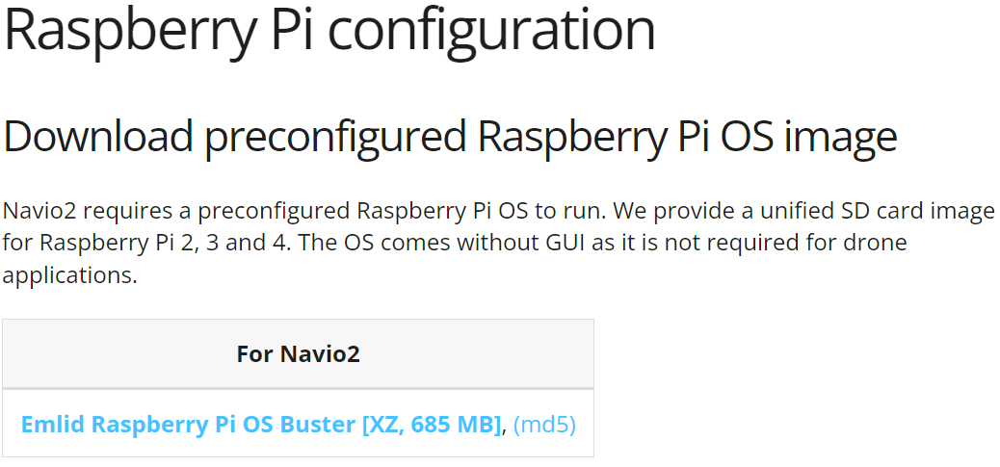 Raspberry Pi configuration
Download preconfigured Raspberry Pi OS image
Navio2 requires a preconfigured Raspberry Pi OS to run. We provide a unified SD card image
for Raspberry Pi 2, 3 and 4. The OS comes without GUI as it is not required for drone
applications.
For Navio2
Emlid Raspberry Pi OS Buster [XZ, 685 MB], (md5)